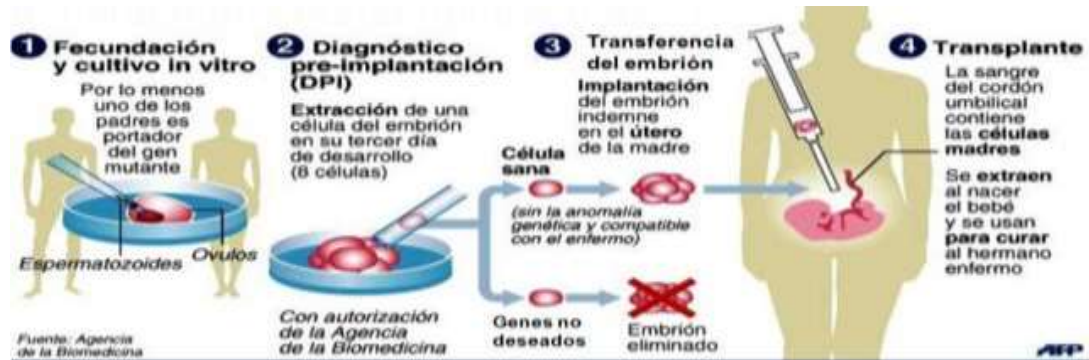 1 Fecundación
y cultivo in vitro
Por lo menos
uno de los
padres es
portador
del gen
mutante
Espermatozoides
Ovulos
Fuente: Agencia
de la Biomedicina
2 Diagnóstico
pre-implantación
(DPI)
Extracción de una
célula del embrión
en su tercer día
de desarrollo
(8 células)
Con autorización
de la Agencia
de la Biomedicina
3 Transferencia
del embrión
Implantación
del embrión
indemne
en el útero
de la madre
Célula
sana
(sin la anomalía
genética y compatible
con el enfermo)
Genes no
deseados
Embrión
eliminado
4 Transplante
La sangre
del cordón
umbilical
contiene
las células
madres
Se extraen
al nacer
el bebé
y se usan
para curar
al hermano
enfermo
AFP